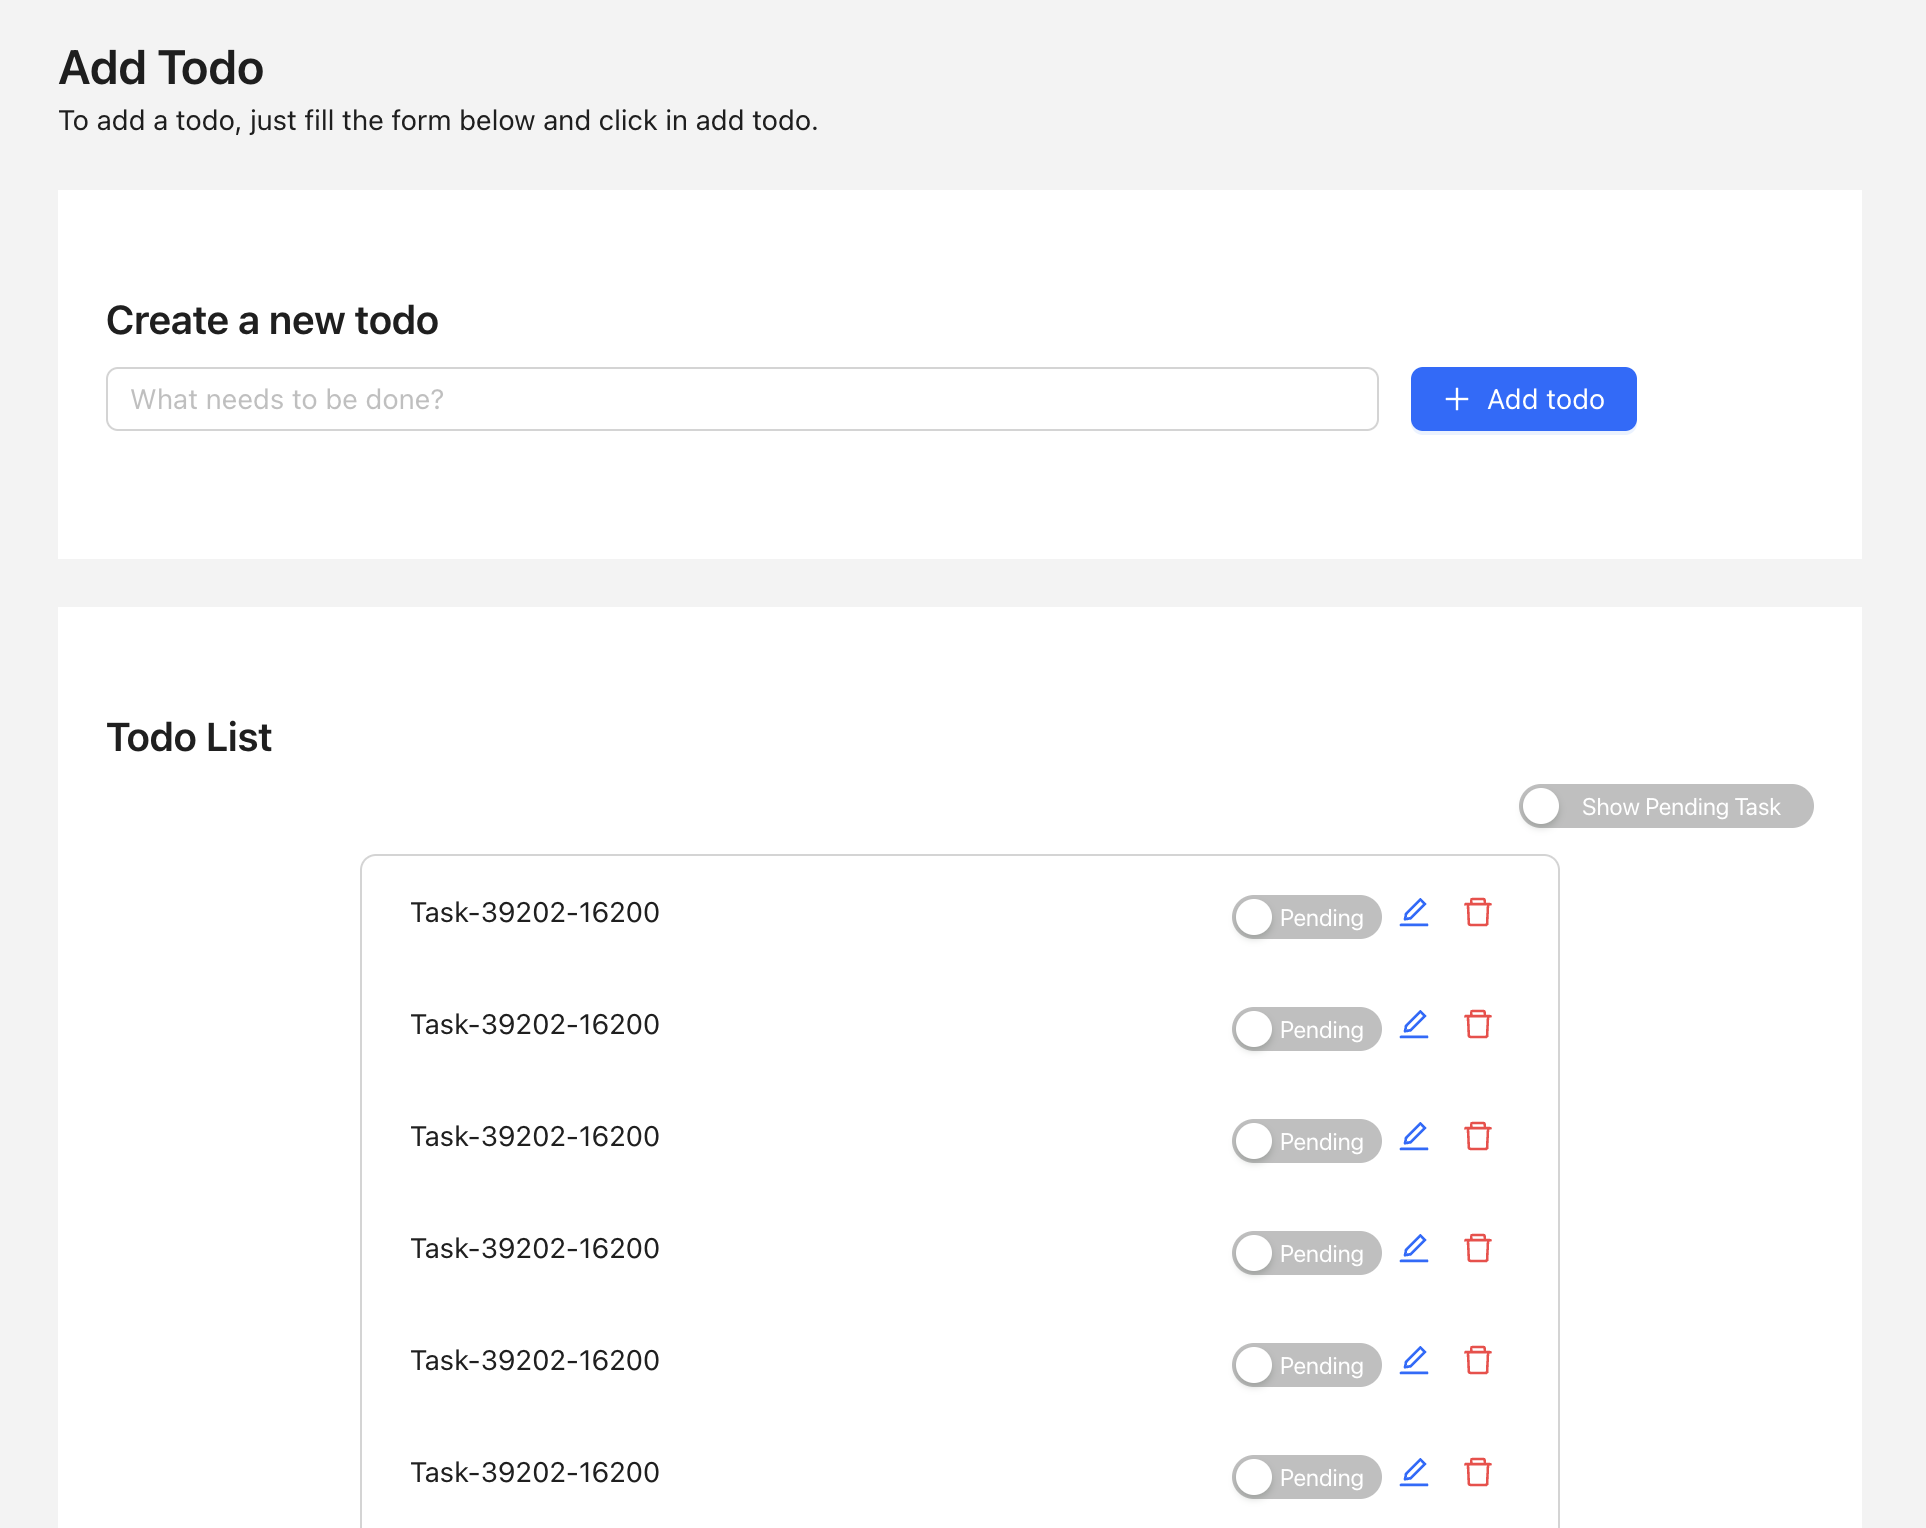 Add Todo
To add a todo, just fill the form below and click in add todo.
Create a new todo
What needs to be done?
Add todo
Todo List
Show Pending Task
Task-39202-16200 Pending
Task-39202-16200 Pending
Task-39202-16200 Pending
Task-39202-16200 Pending
Task-39202-16200 Pending
Task-39202-16200 Pending